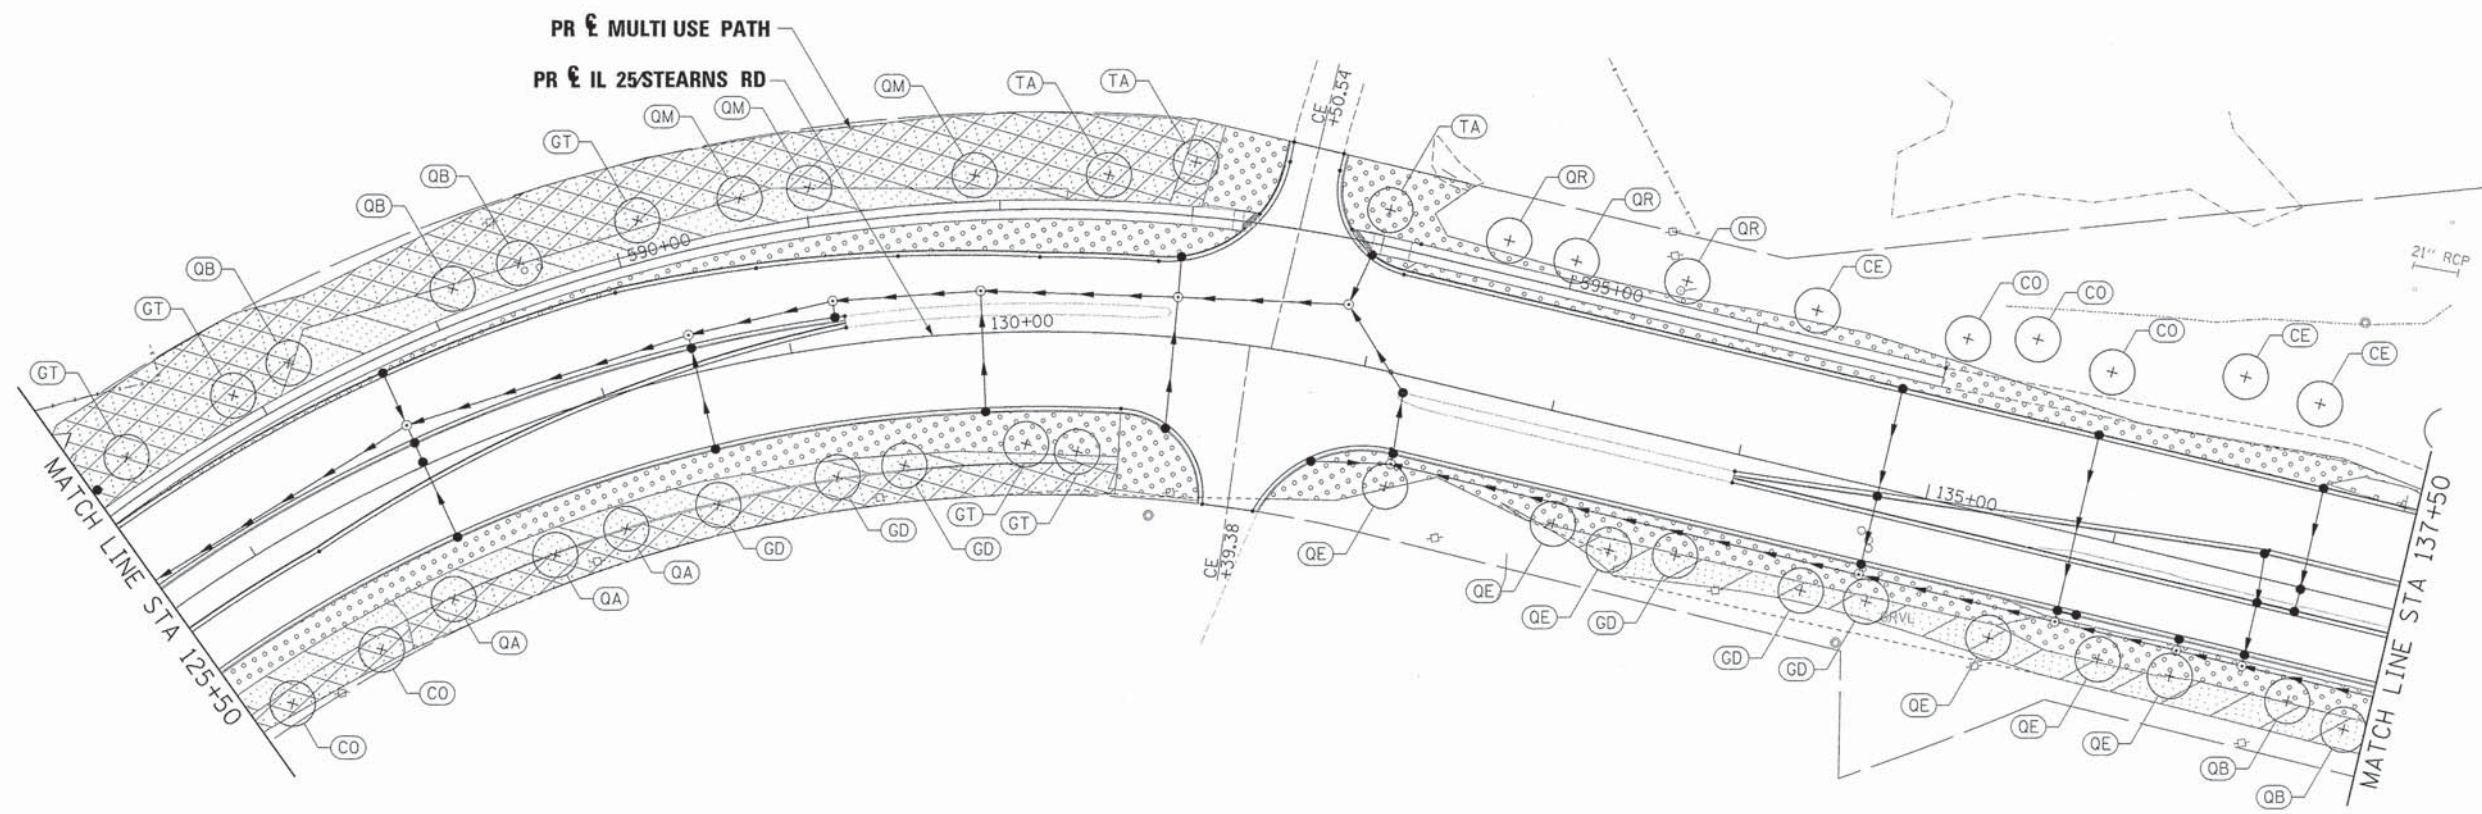 PR ℄ MULTI USE PATH
PR ℄ IL 25/STEARNS RD
QM
TA
TA
QM
QM
GT
QB
QB
QB
GT
GT
CE
+50.54
TA
QR
QR
QR
CE
CO
CO
CO
CE
CE
21" RCP
590+00
595+00
130+00
135+00
MATCH LINE STA 125+50
MATCH LINE STA 137+50
CE
+39.38
GT
GT
GD
GD
GD
QA
QA
QA
CO
CO
QE
QE
QE
GD
GD
GD
GRVL
QE
QE
QE
QB
QB